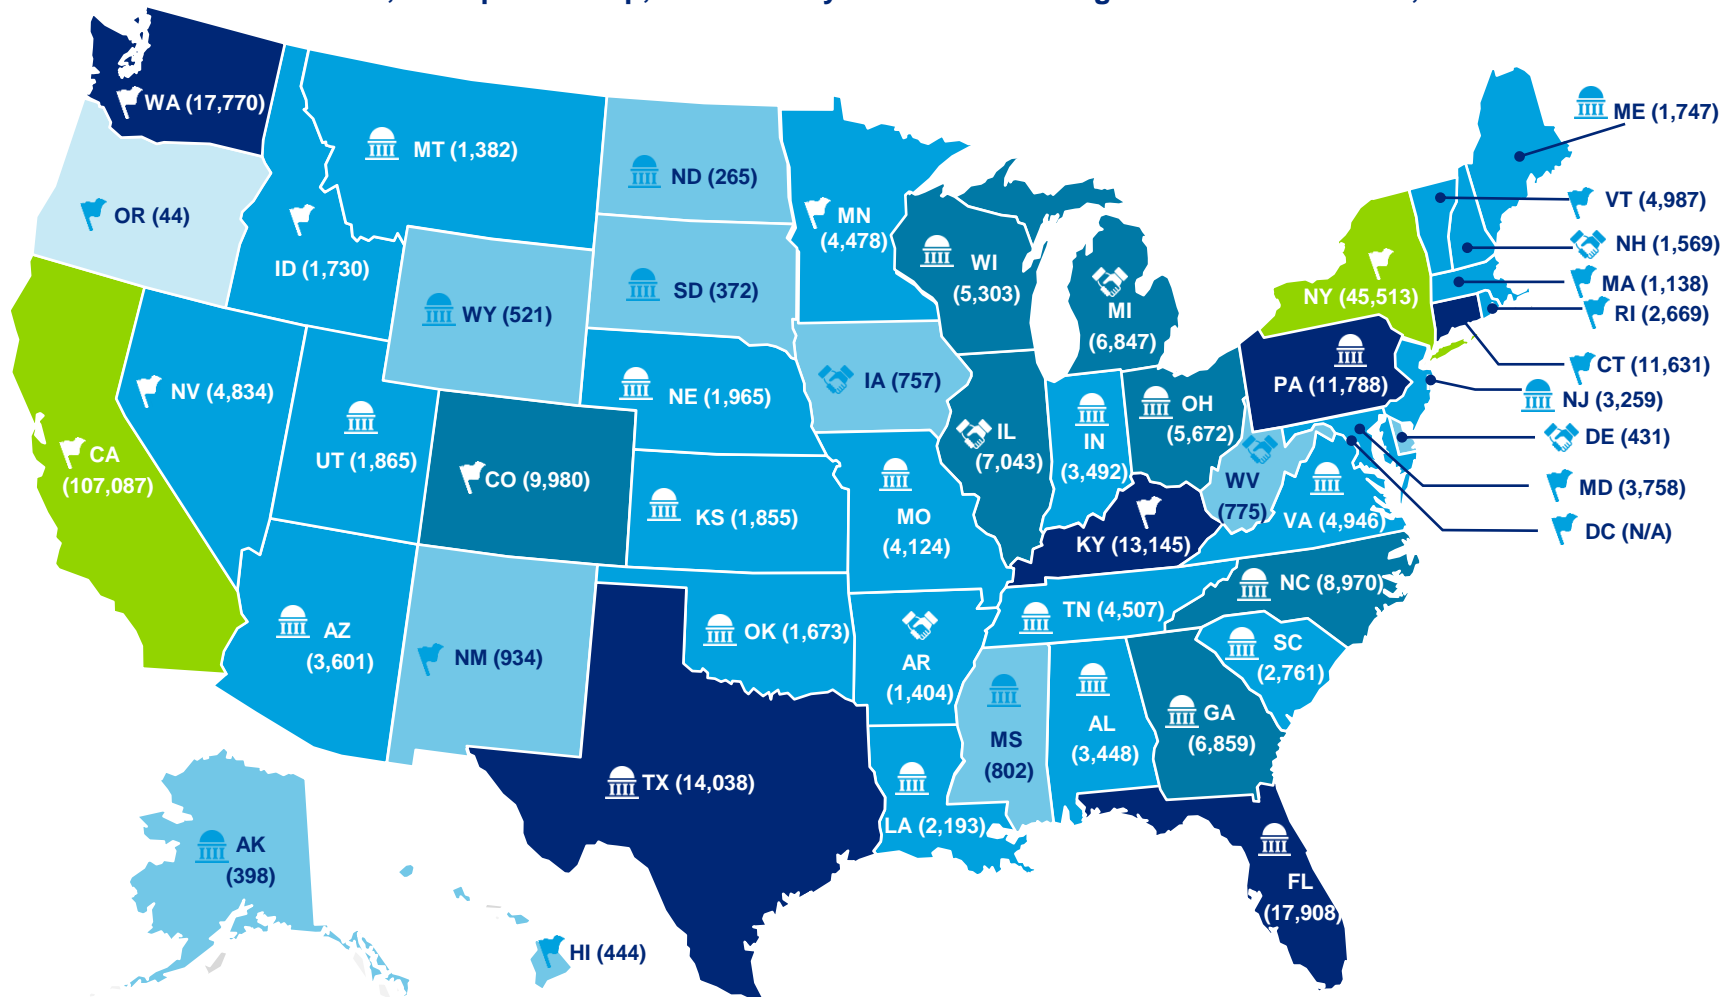 WA (17,770)
MT (1,382)
ND (265)
OR (44)
ID (1,730)
MN
(4,478)
WI
(5,303)
MI
(6,847)
SD (372)
WY (521)
NY (45,513)
ME (1,747)
VT (4,987)
NH (1,569)
MA (1,138)
RI (2,669)
CT (11,631)
NJ (3,259)
DE (431)
MD (3,758)
DC (N/A)
NV (4,834)
UT (1,865)
NE (1,965)
IA (757)
PA (11,788)
OH
(5,672)
IN
(3,492)
IL
(7,043)
CA
(107,087)
CO (9,980)
KS (1,855)
MO
(4,124)
WV
(775)
VA (4,946)
KY (13,145)
NC (8,970)
TN (4,507)
AZ
(3,601)
NM (934)
OK (1,673)
AR
(1,404)
SC
(2,761)
MS
(802)
AL
(3,448)
GA
(6,859)
TX (14,038)
LA (2,193)
FL
(17,908)
AK
(398)
HI (444)